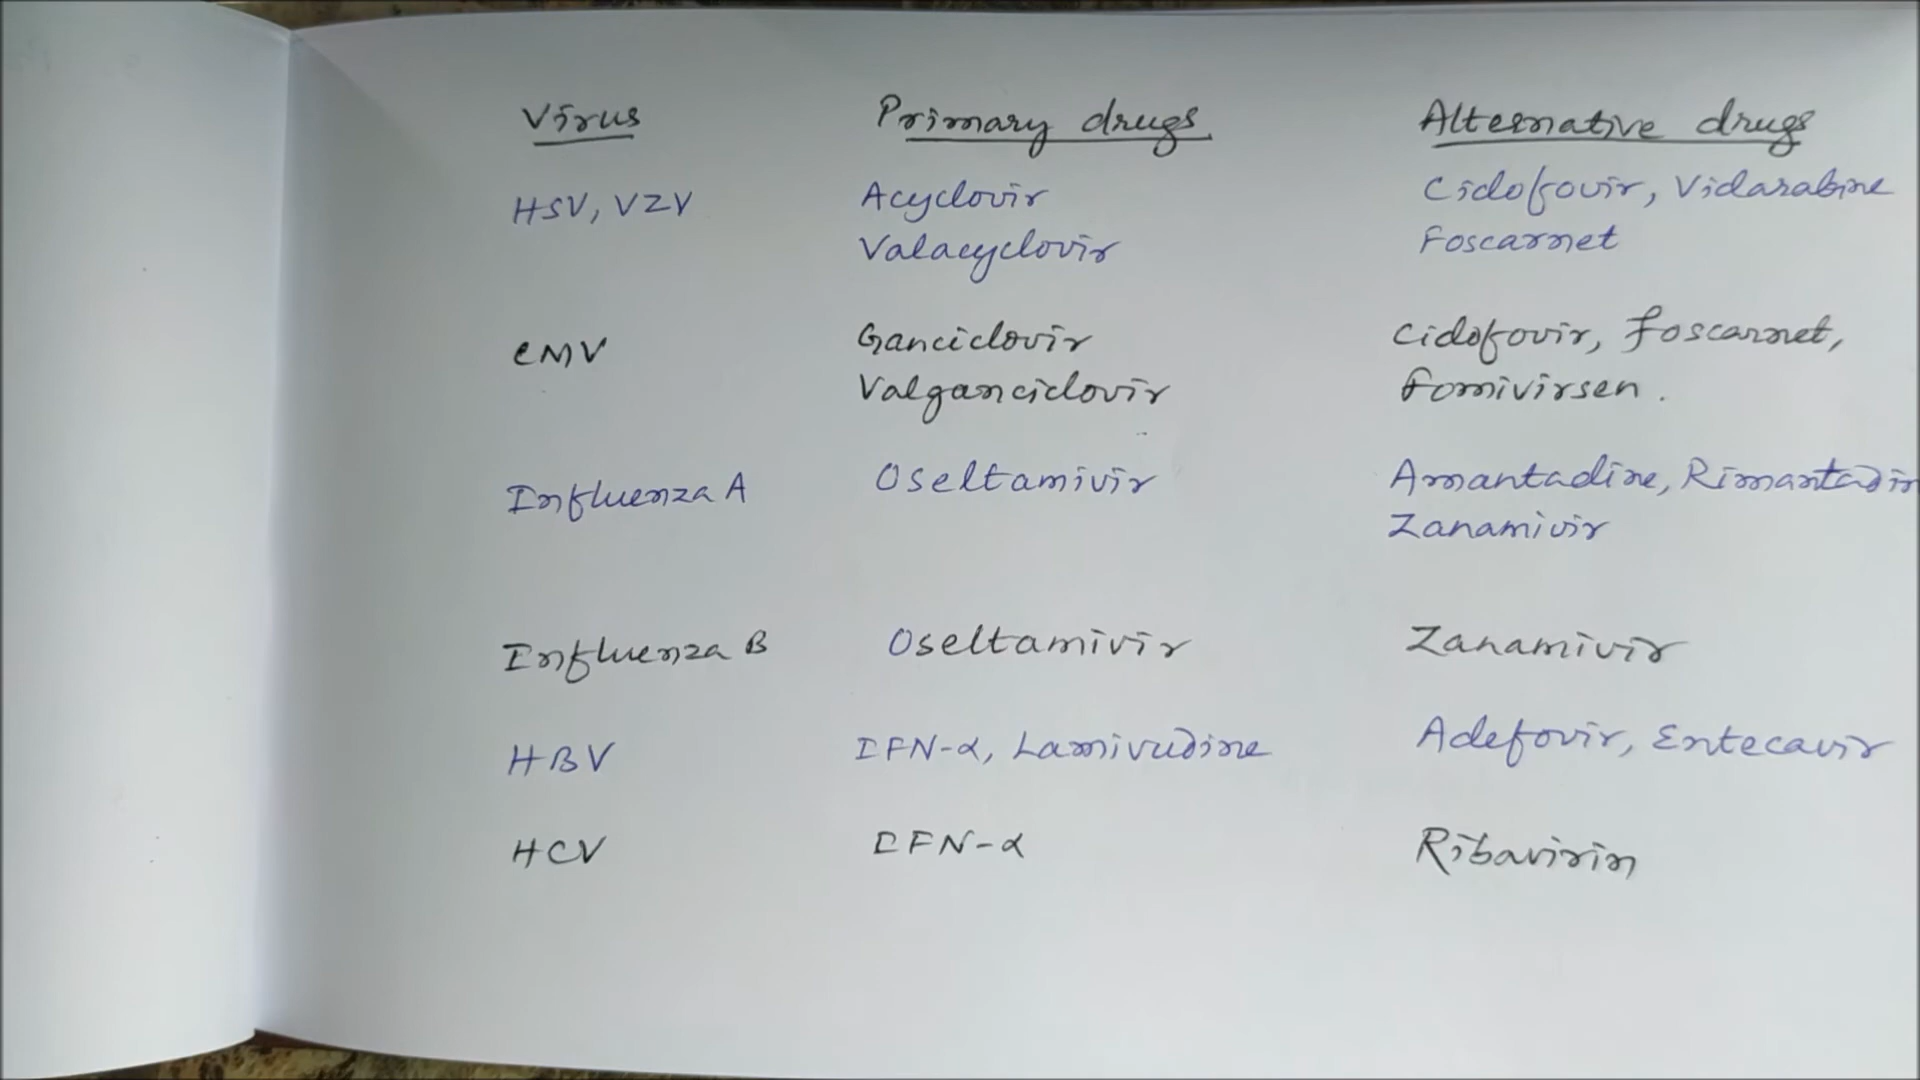 Virus Primary drugs Alternative drugs
HSV, VZV Acyclovir Cidofovir, Vidarabine
Valacyclovir Foscarnet
CMV Ganciclovir Cidofovir, Foscarnet,
Valganciclovir Fomivirsen.
Influenza A Oseltamivir Amantadine, Rimantadin
Zanamivir
Influenza B Oseltamivir Zanamivir
HBV IFN-α, Lamivudine Adefovir, Entecavir
HCV IFN-α Ribavirin